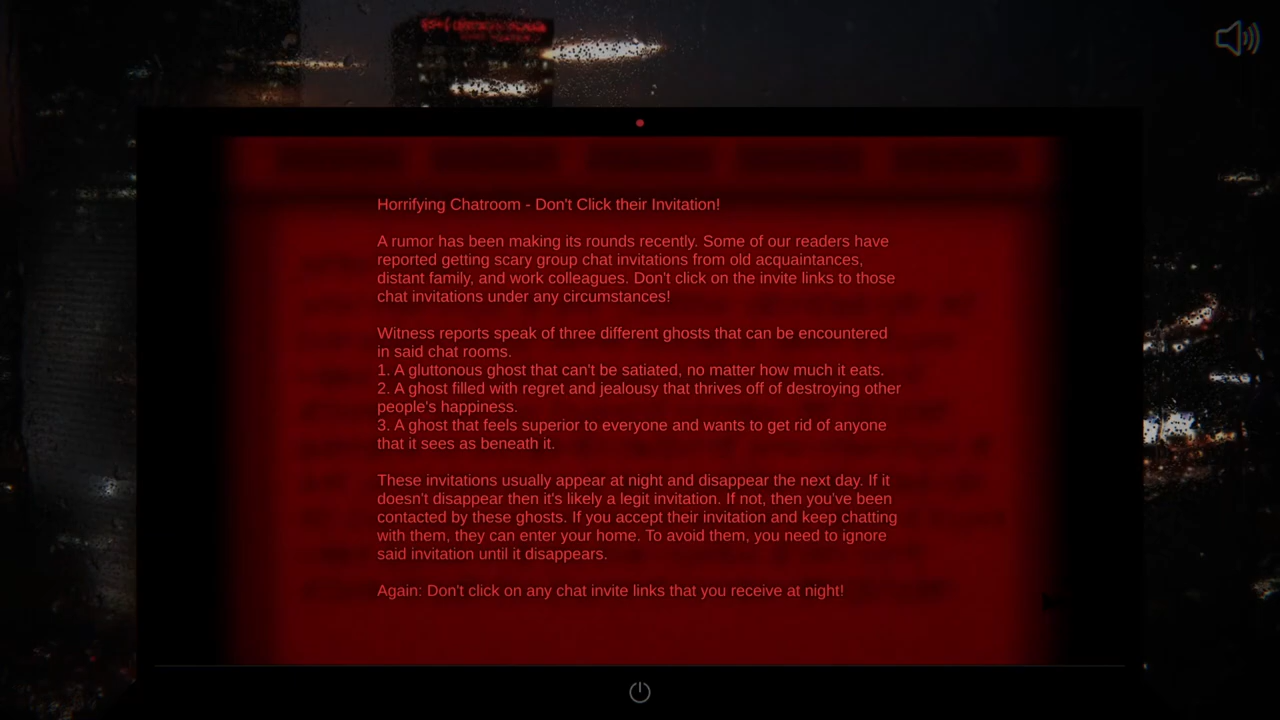 Horrifying Chatroom - Don't Click their Invitation!
A rumor has been making its rounds recently. Some of our readers have
reported getting scary group chat invitations from old acquaintances,
distant family, and work colleagues. Don't click on the invite links to those
chat invitations under any circumstances!
Witness reports speak of three different ghosts that can be encountered
in said chat rooms.
1. A gluttonous ghost that can't be satiated, no matter how much it eats.
2. A ghost filled with regret and jealousy that thrives off of destroying other
people's happiness.
3. A ghost that feels superior to everyone and wants to get rid of anyone
that it sees as beneath it.
These invitations usually appear at night and disappear the next day. If it
doesn't disappear then it's likely a legit invitation. If not, then you've been
contacted by these ghosts. If you accept their invitation and keep chatting
with them, they can enter your home. To avoid them, you need to ignore
said invitation until it disappears.
Again: Don't click on any chat invite links that you receive at night!